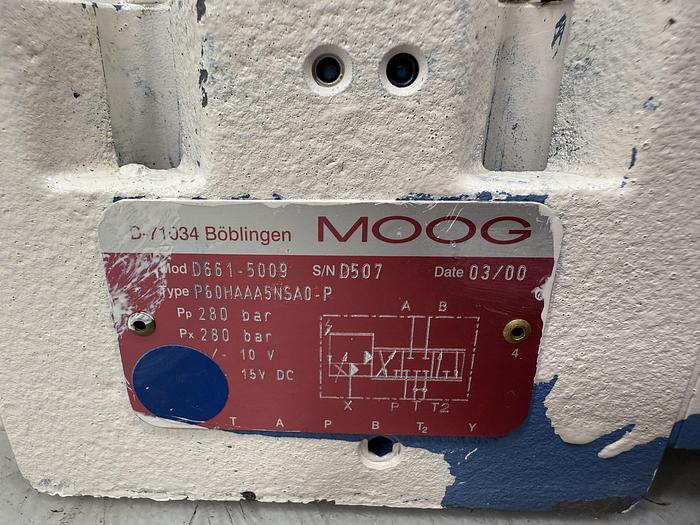 D-71034 Böblingen MOOG
Mod D661-5009 S/N D507 Date 03/00
Type P60HAAA5NSA0-P
Pp 280 bar
Px 280 bar
/- 10 V
15V DC
A B
4
X P T T2
T A P B T2 Y